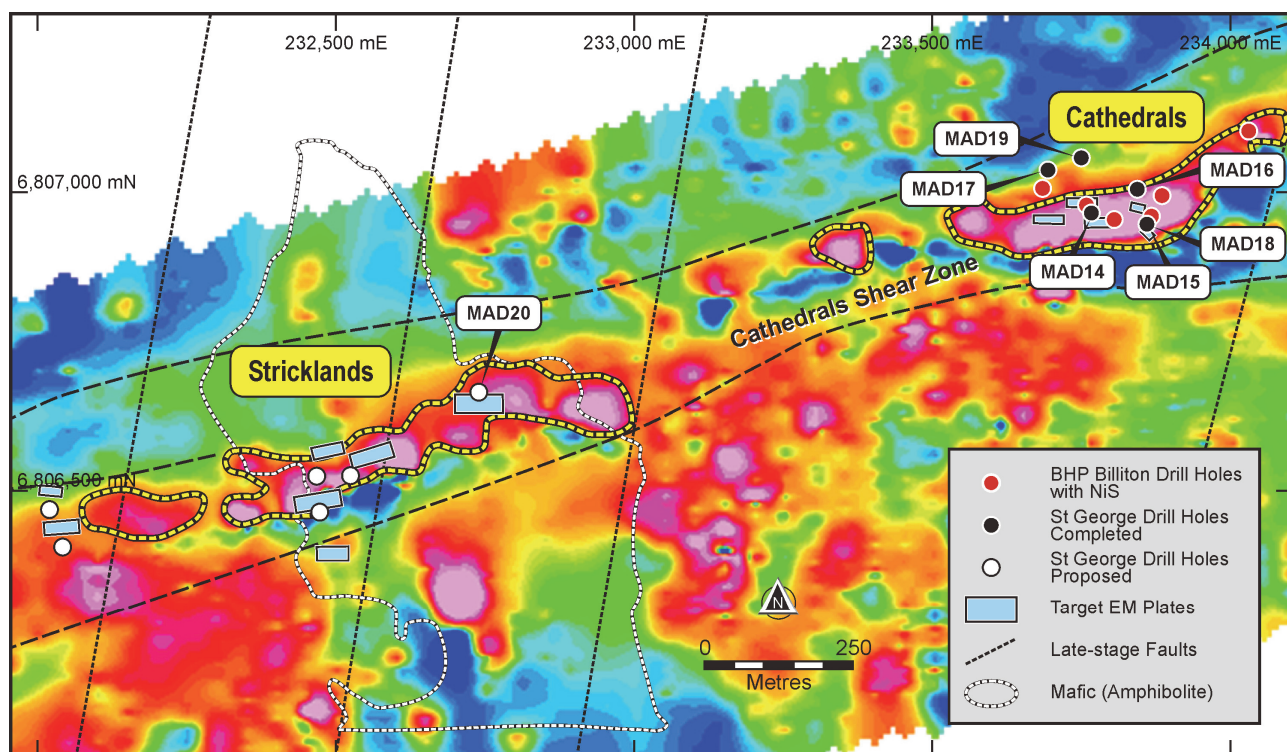 232,500 mE
233,000 mE
233,500 mE
234,000 mE
MAD19
Cathedrals
MAD17
MAD16
6,807,000 mN
MAD18
MAD14
MAD15
Cathedrals Shear Zone
MAD20
Stricklands
6,806,500 mN
BHP Billiton Drill Holes
with NiS
St George Drill Holes
Completed
St George Drill Holes
Proposed
Target EM Plates
Late-stage Faults
Mafic (Amphibolite)
N
0 250
Metres